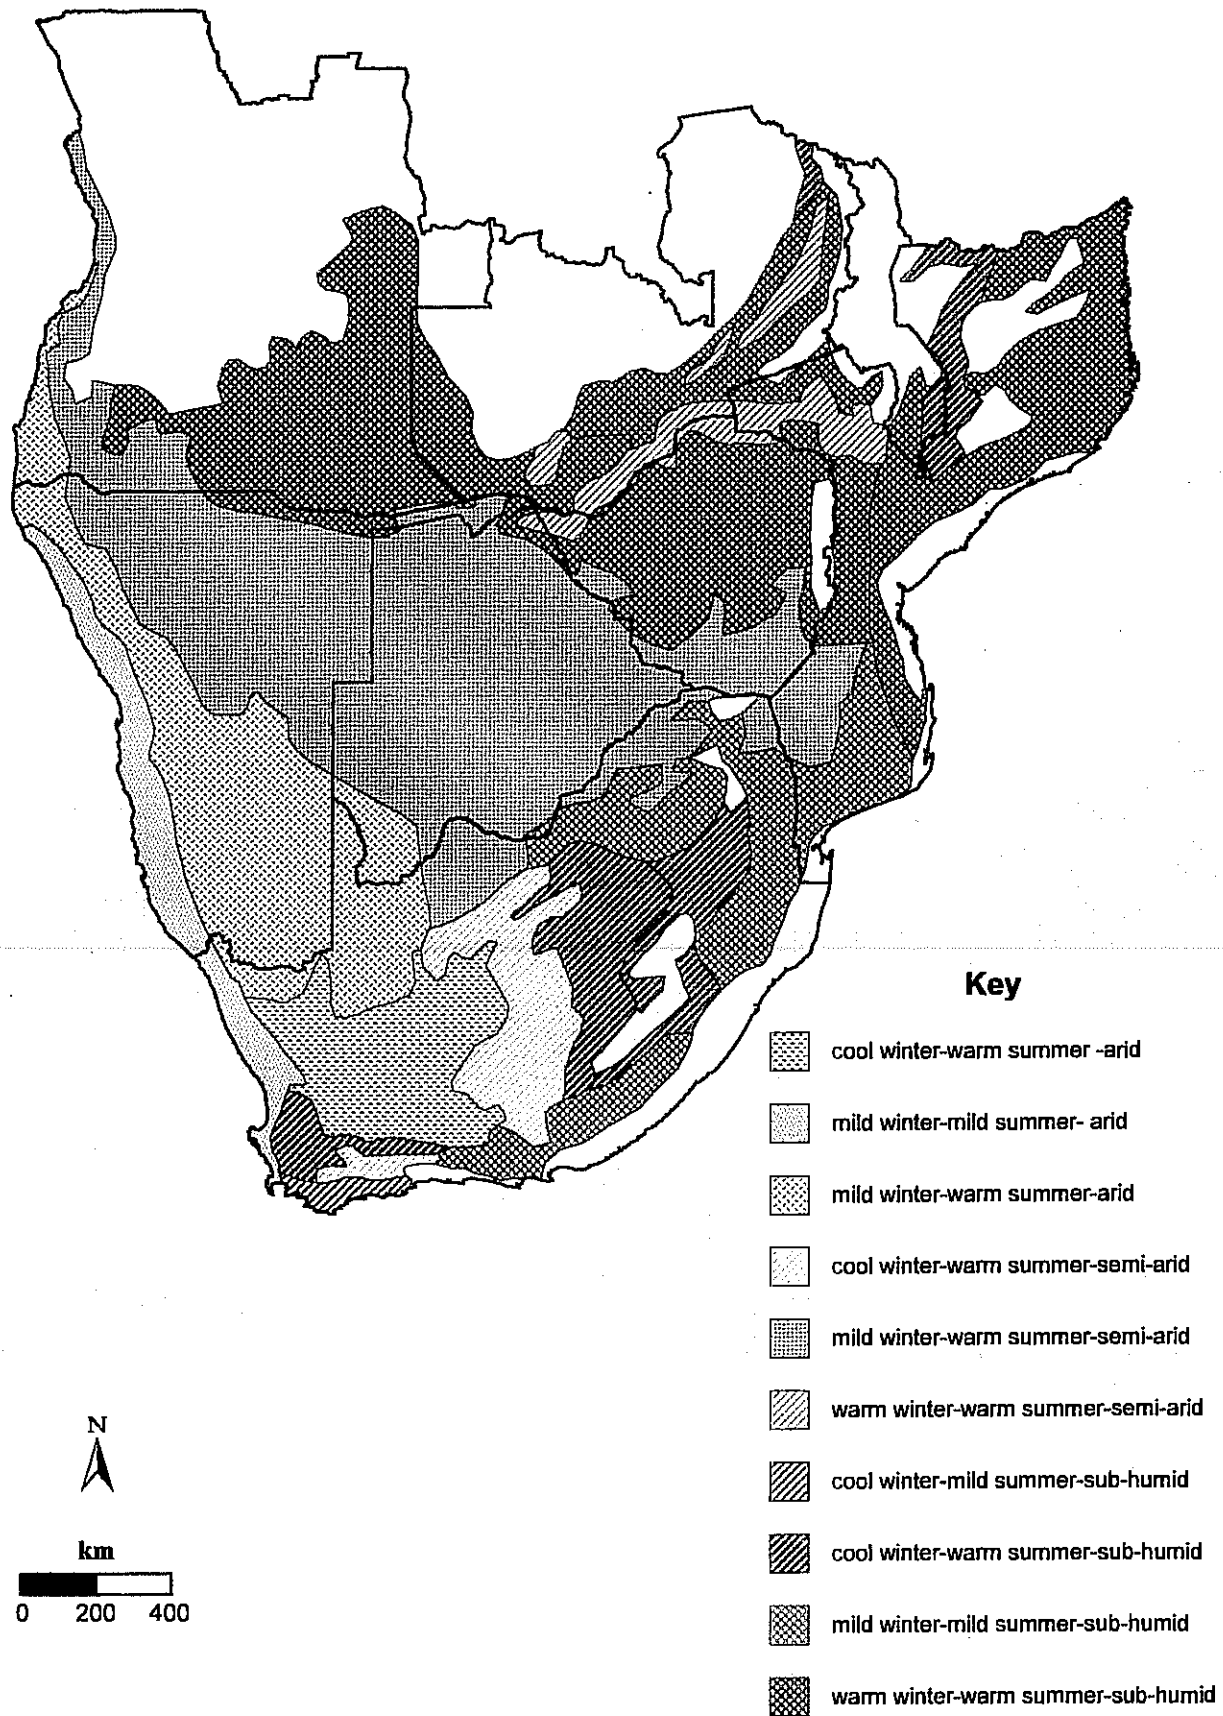 Key
cool winter-warm summer -arid
mild winter-mild summer- arid
mild winter-warm summer-arid
cool winter-warm summer-semi-arid
mild winter-warm summer-semi-arid
N
warm winter-warm summer-semi-arid
cool winter-mild summer-sub-humid
km
cool winter-warm summer-sub-humid
0 200 400
mild winter-mild summer-sub-humid
warm winter-warm summer-sub-humid